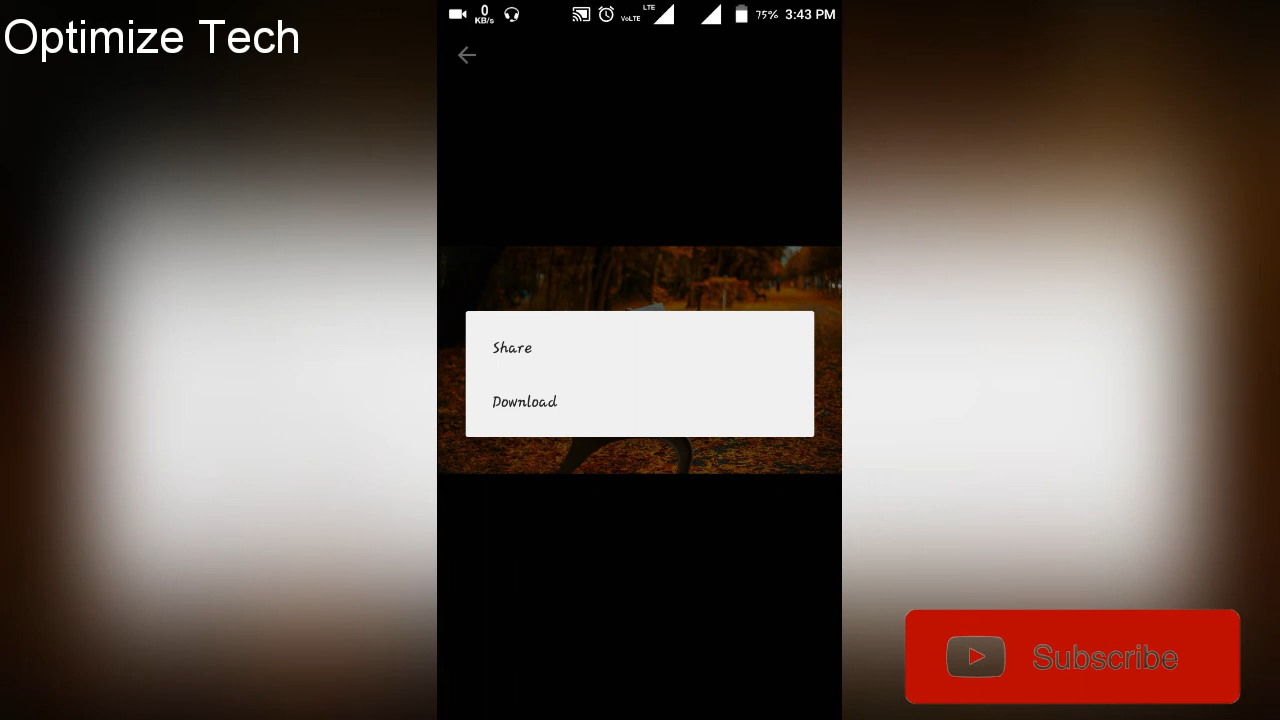 Optimize Tech
0
KB/s
VoLTE
LTE
75%
3:43 PM
Share
Download
Subscribe